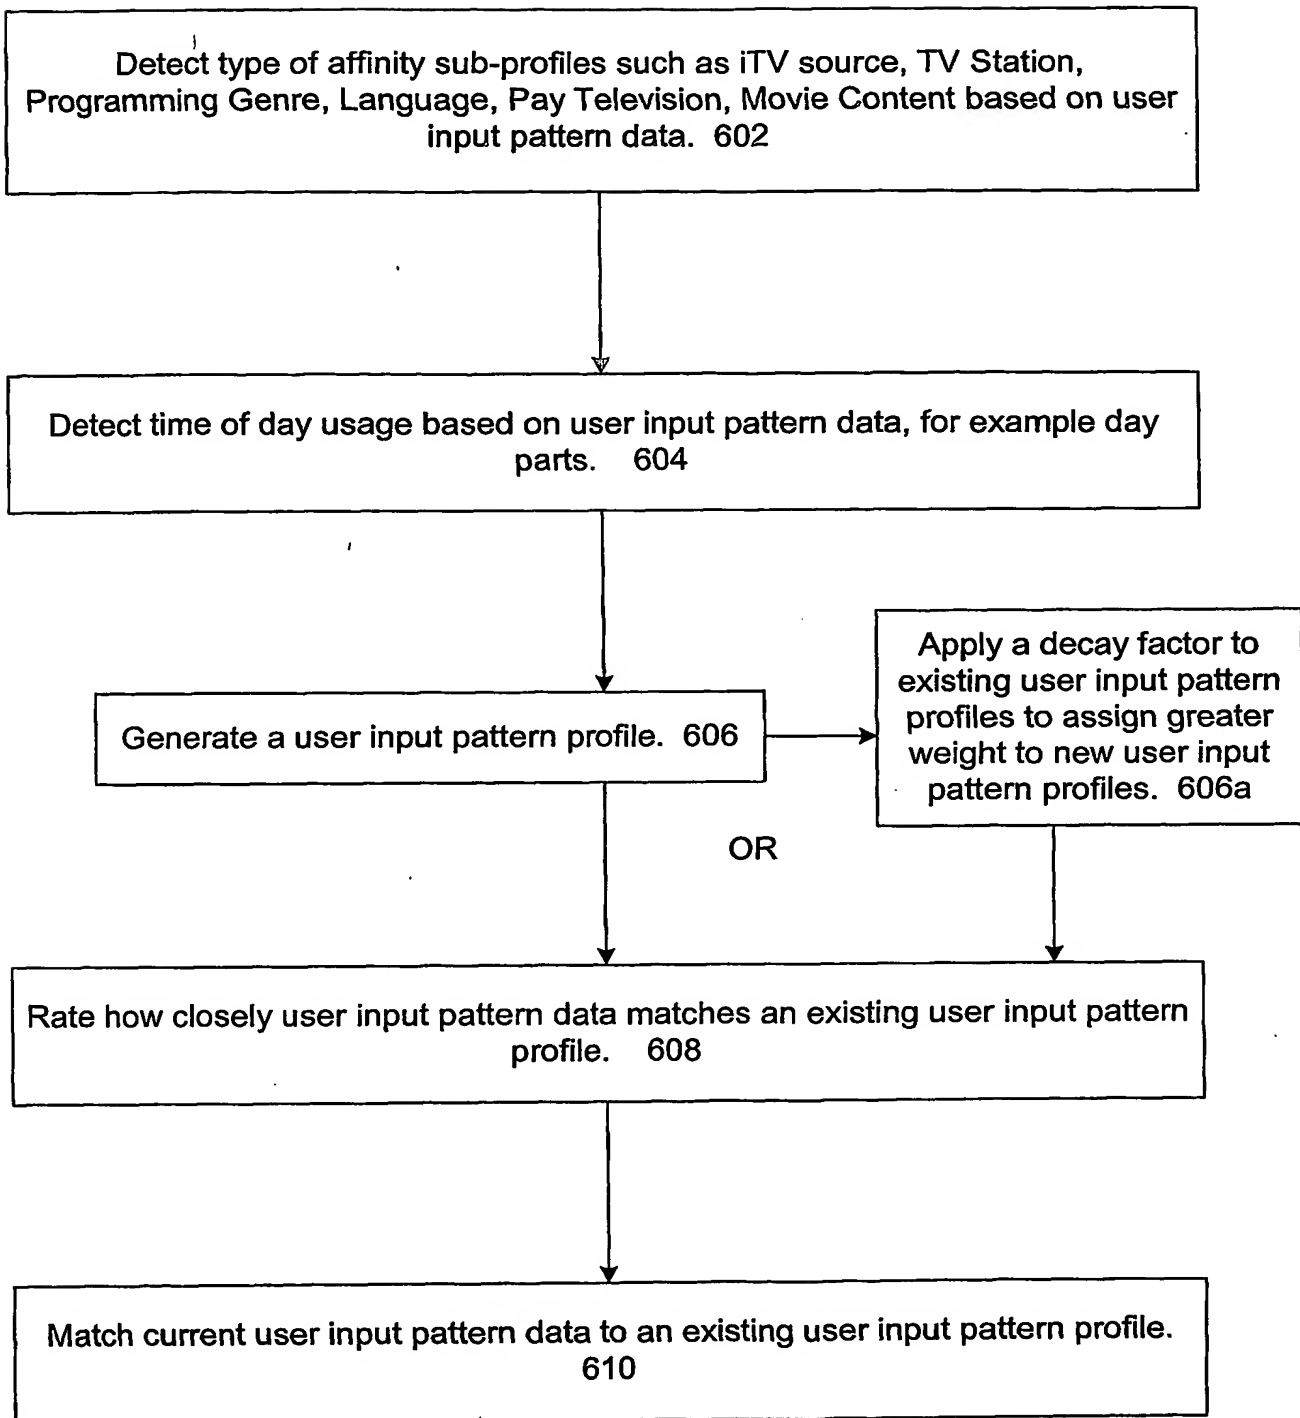 Detect type of affinity sub-profiles such as iTV source, TV Station,
Programming Genre, Language, Pay Television, Movie Content based on user
input pattern data. 602
Detect time of day usage based on user input pattern data, for example day
parts. 604
Generate a user input pattern profile. 606
Apply a decay factor to
existing user input pattern
profiles to assign greater
weight to new user input
pattern profiles. 606a
OR
Rate how closely user input pattern data matches an existing user input pattern
profile. 608
Match current user input pattern data to an existing user input pattern profile.
610